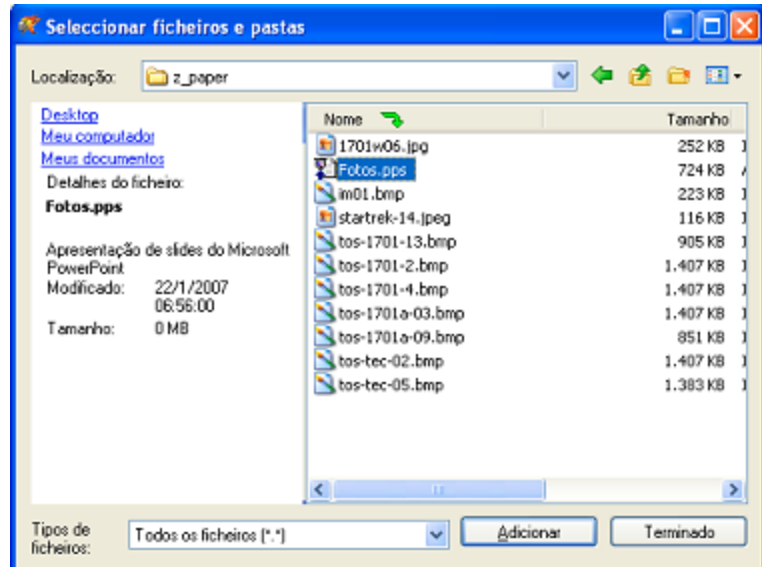 Seleccionar ficheiros e pastas
Localização: z_paper
Desktop
Meu computador
Meus documentos
Detalhes do ficheiro:
Fotos.pps
Apresentação de slides do Microsoft
PowerPoint
Modificado: 22/1/2007
06:56:00
Tamanho: 0 MB
Nome Tamanho
1701w06.jpg 252 KB
Fotos.pps 724 KB
im01.bmp 223 KB
startrek-14.jpeg 116 KB
tos-1701-13.bmp 905 KB
tos-1701-2.bmp 1.407 KB
tos-1701-4.bmp 1.407 KB
tos-1701a-03.bmp 1.407 KB
tos-1701a-09.bmp 851 KB
tos-tec-02.bmp 1.407 KB
tos-tec-05.bmp 1.383 KB
Tipos de
ficheiros: Todos os ficheiros (*.*) Adicionar Terminado